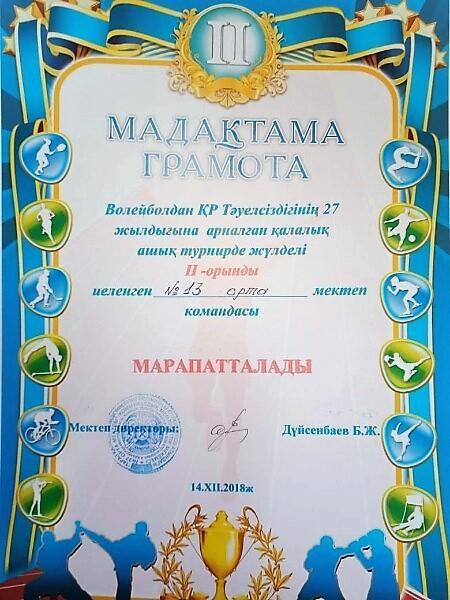 II
МАДАҚТАМА
ГРАМОТА
Волейболдан ҚР Тәуелсіздігінің 27
жылдығына арналған қалалық
ашық турнирде жүлделі
II -орынды
иеленген №13 орта мектеп
командасы
МАРАПАТТАЛАДЫ
Мектеп директоры: Дүйсенбаев Б.Ж.
14.XII.2018ж